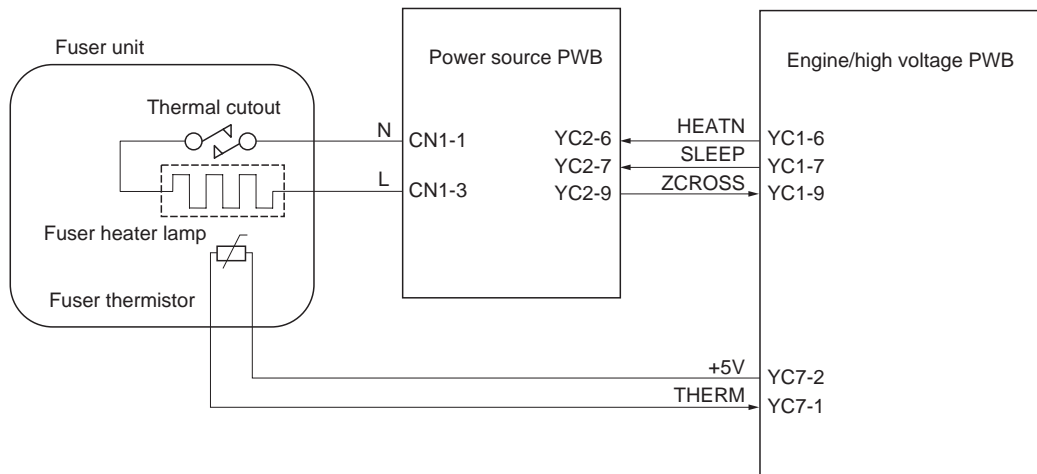 Fuser unit
Power source PWB
Engine/high voltage PWB
Thermal cutout
N
CN1-1
YC2-6
HEATN
YC1-6
YC2-7
SLEEP
YC1-7
L
CN1-3
YC2-9
ZCROSS
YC1-9
Fuser heater lamp
Fuser thermistor
+5V
YC7-2
THERM
YC7-1